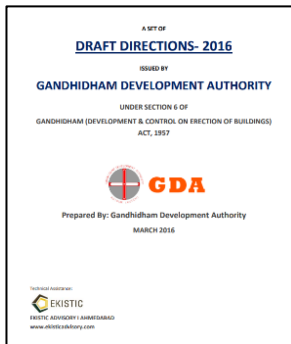 A SET OF
DRAFT DIRECTIONS- 2016
ISSUED BY
GANDHIDHAM DEVELOPMENT AUTHORITY
UNDER SECTION 6 OF
GANDHIDHAM (DEVELOPMENT & CONTROL ON ERECTION OF BUILDINGS)
ACT, 1957
GDA
Prepared By: Gandhidham Development Authority
MARCH 2016
Technical Assistance:
EKISTIC
EKISTIC ADVISORY I AHMEDABAD
www.ekisticadvisory.com